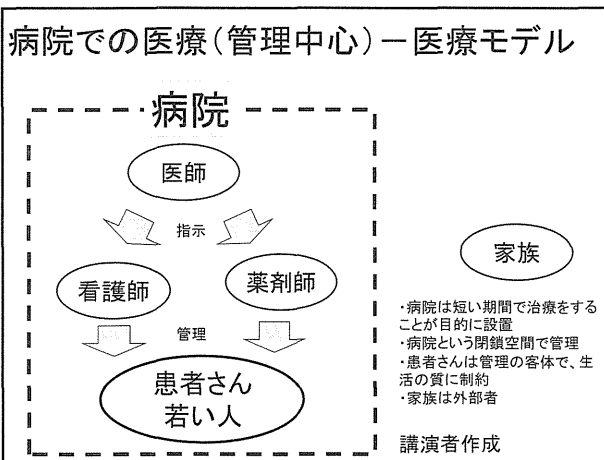 病院での医療(管理中心)－医療モデル
病院
医師
指示
看護師
薬剤師
管理
患者さん
若い人
家族
・病院は短い期間で治療をする
ことが目的に設置
・病院という閉鎖空間で管理
・患者さんは管理の客体で、生
活の質に制約
・家族は外部者
講演者作成